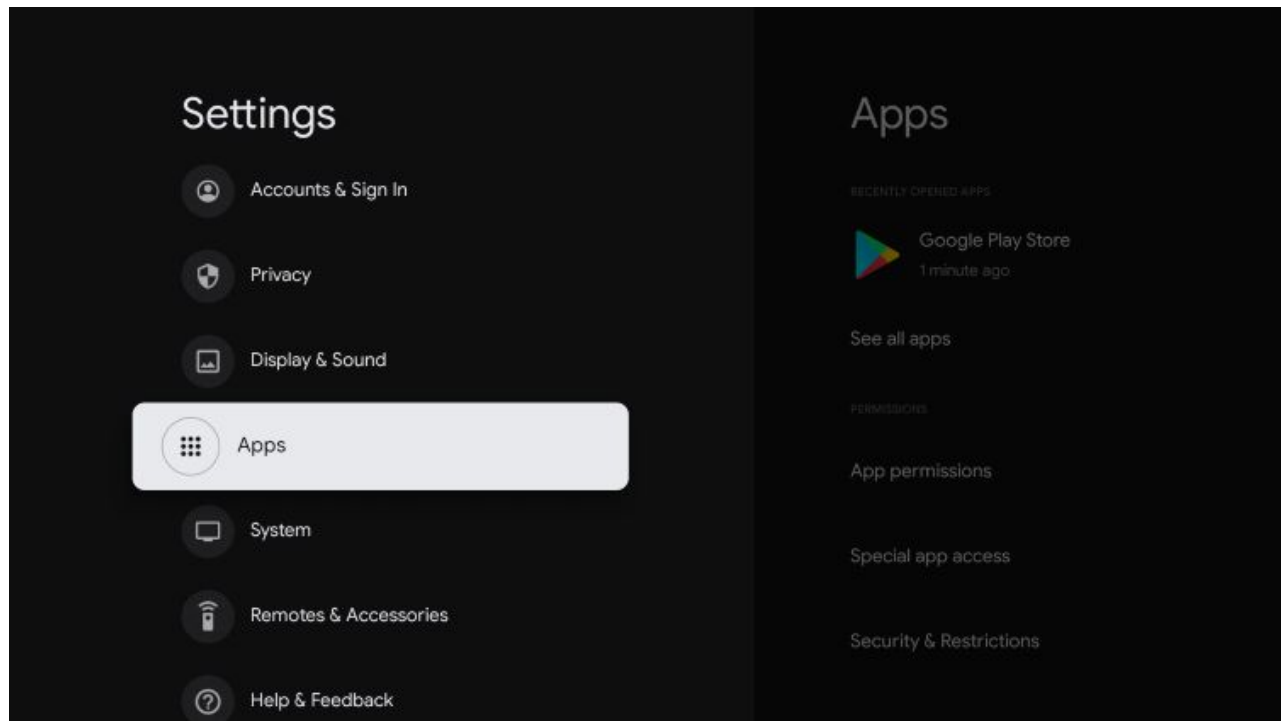 Settings
Accounts & Sign In
Privacy
Display & Sound
Apps
System
Remotes & Accessories
Help & Feedback
Apps
RECENTLY OPENED APPS
Google Play Store
1 minute ago
See all apps
PERMISSIONS
App permissions
Special app access
Security & Restrictions